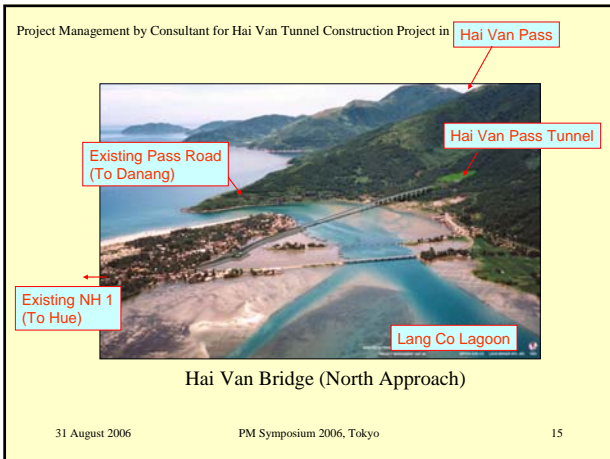 Project Management by Consultant for Hai Van Tunnel Construction Project in
Hai Van Pass
Hai Van Pass Tunnel
Existing Pass Road
(To Danang)
Existing NH 1
(To Hue)
Lang Co Lagoon
Hai Van Bridge (North Approach)
31 August 2006 PM Symposium 2006, Tokyo 15